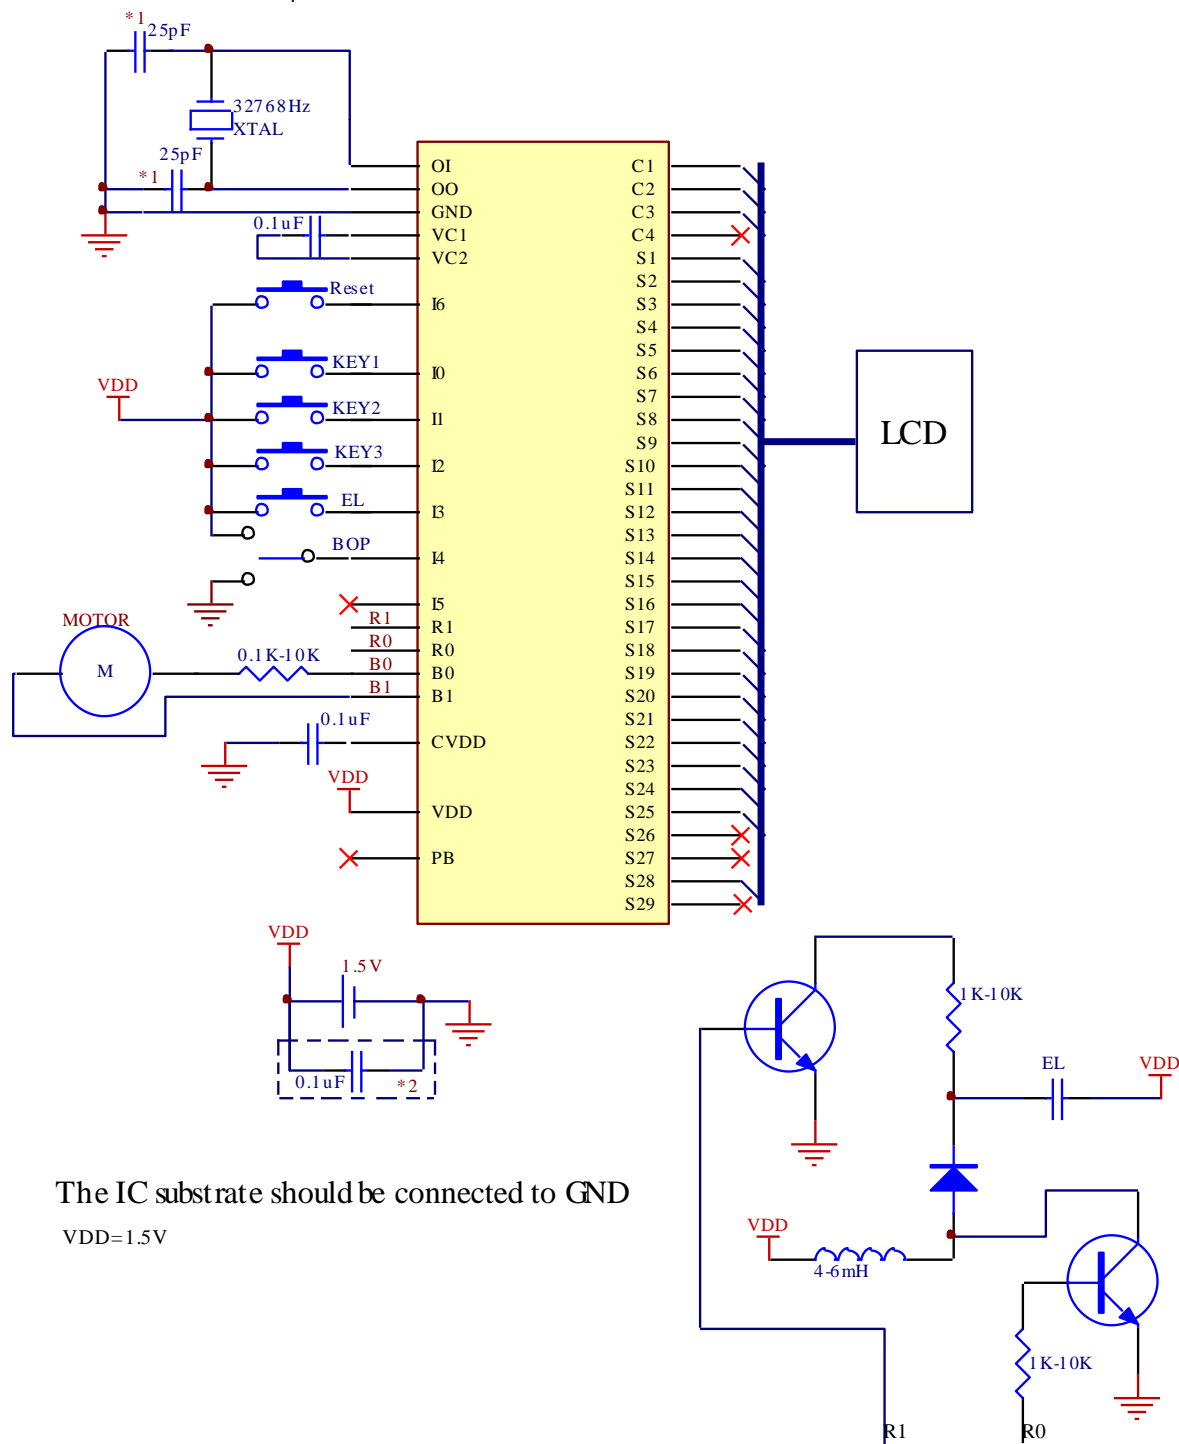 *1
25pF
32768Hz
XTAL
25pF
*1
0.1uF
Reset
KEY1
VDD
KEY2
KEY3
EL
BOP
MOTOR
M
0.1K-10K
R1
R0
B0
B1
0.1uF
VDD
OI
OO
GND
VC1
VC2
I6
I0
I1
I2
I3
I4
I5
R1
R0
B0
B1
CVDD
VDD
PB
C1
C2
C3
C4
S1
S2
S3
S4
S5
S6
S7
S8
S9
S10
S11
S12
S13
S14
S15
S16
S17
S18
S19
S20
S21
S22
S23
S24
S25
S26
S27
S28
S29
LCD
VDD
1.5V
0.1uF
*2
1K-10K
EL
VDD
VDD
4-6mH
1K-10K
R1
R0
The IC substrate should be connected to GND
VDD=1.5V